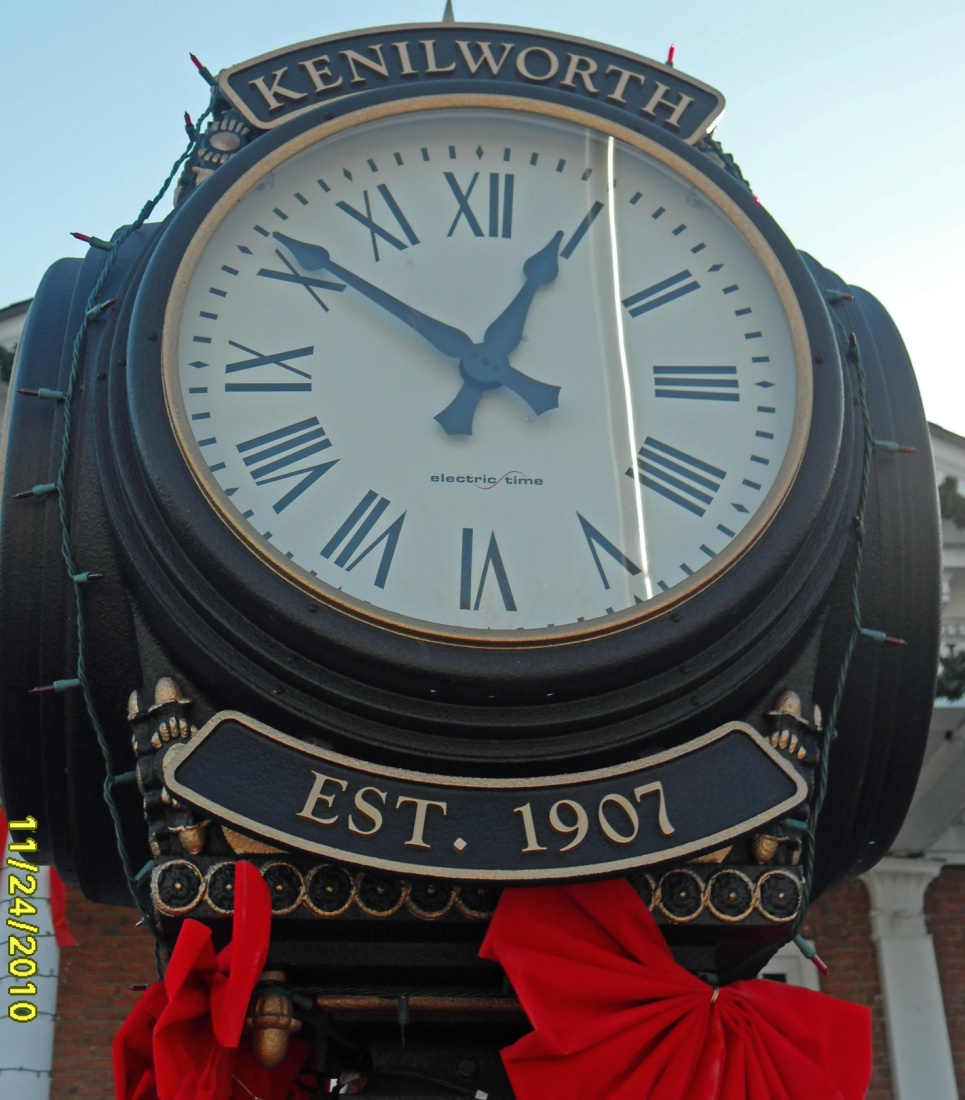 KENILWORTH
XII
I
II
III
IIII
V
VI
VII
VIII
IX
X
XI
electric time
EST. 1907
11/24/2010